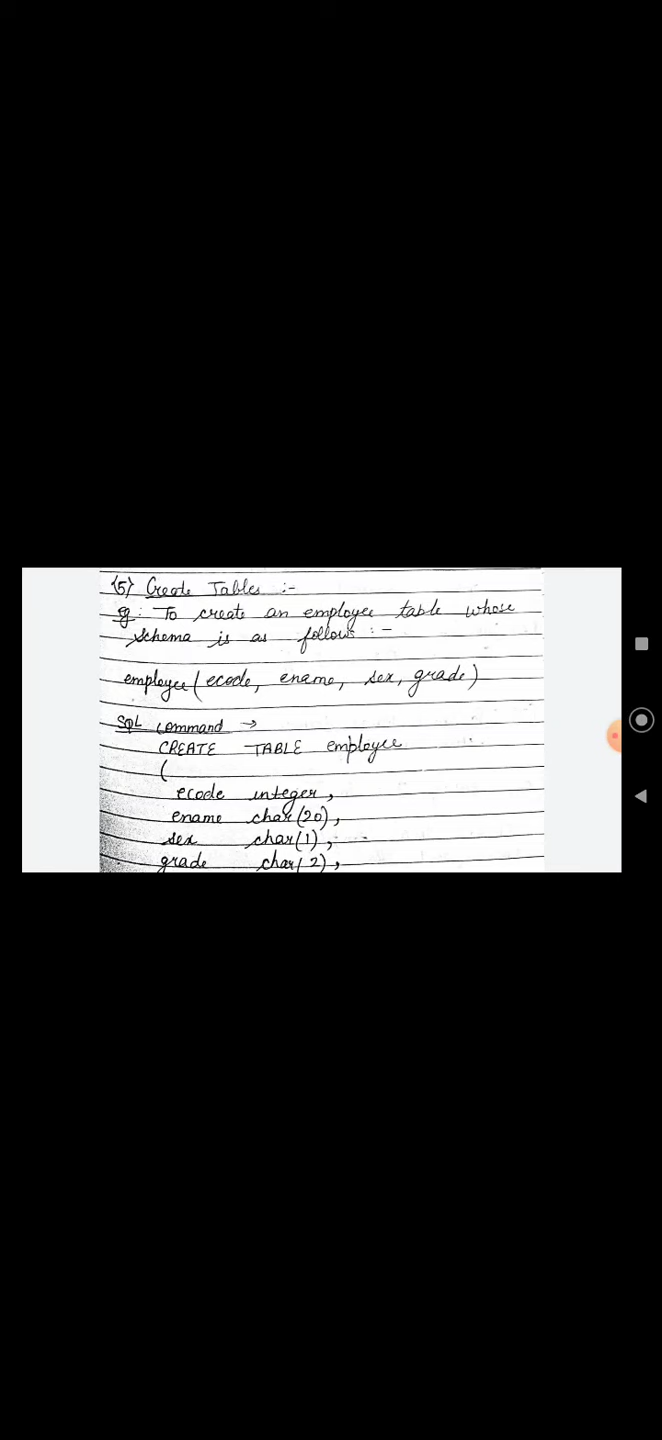 (5) Create Tables :-
eg: To create an employee table whose
schema is as follows :-
employee (ecode, ename, sex, grade)
SQL command →
CREATE TABLE employee
(
ecode integer,
ename char(20),
sex char(1),
grade char(2),